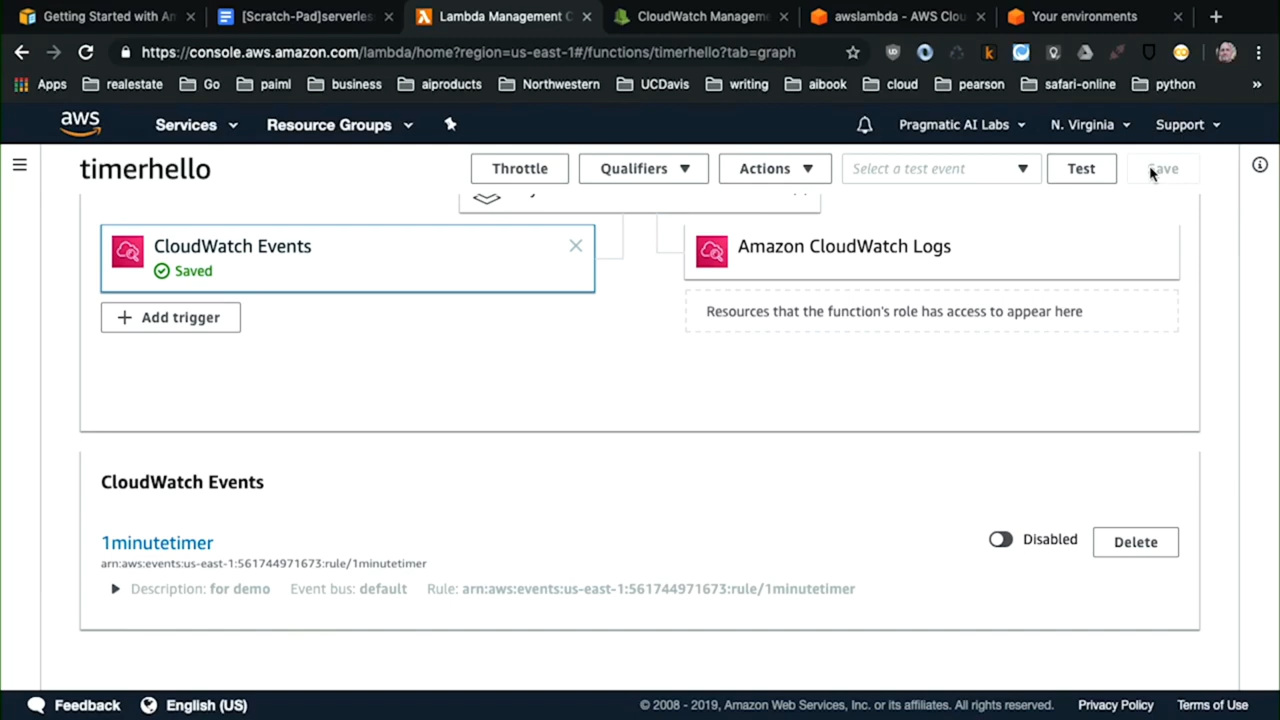 Getting Started with An
[Scratch-Pad]serverles
Lambda Management C
CloudWatch Manageme
awslambda - AWS Clou
Your environments
https://console.aws.amazon.com/lambda/home?region=us-east-1#/functions/timerhello?tab=graph
Apps realestate Go paiml business aiproducts Northwestern UCDavis writing aibook cloud pearson safari-online python »
aws Services Resource Groups Pragmatic AI Labs N. Virginia Support
timerhello Throttle Qualifiers Actions Select a test event Test Save
CloudWatch Events
Saved
Amazon CloudWatch Logs
+ Add trigger
Resources that the function's role has access to appear here
CloudWatch Events
1minutetimer
Disabled Delete
arn:aws:events:us-east-1:561744971673:rule/1minutetimer
Description: for demo Event bus: default Rule: arn:aws:events:us-east-1:561744971673:rule/1minutetimer
Feedback English (US) © 2008 - 2019, Amazon Web Services, Inc. or its affiliates. All rights reserved. Privacy Policy Terms of Use